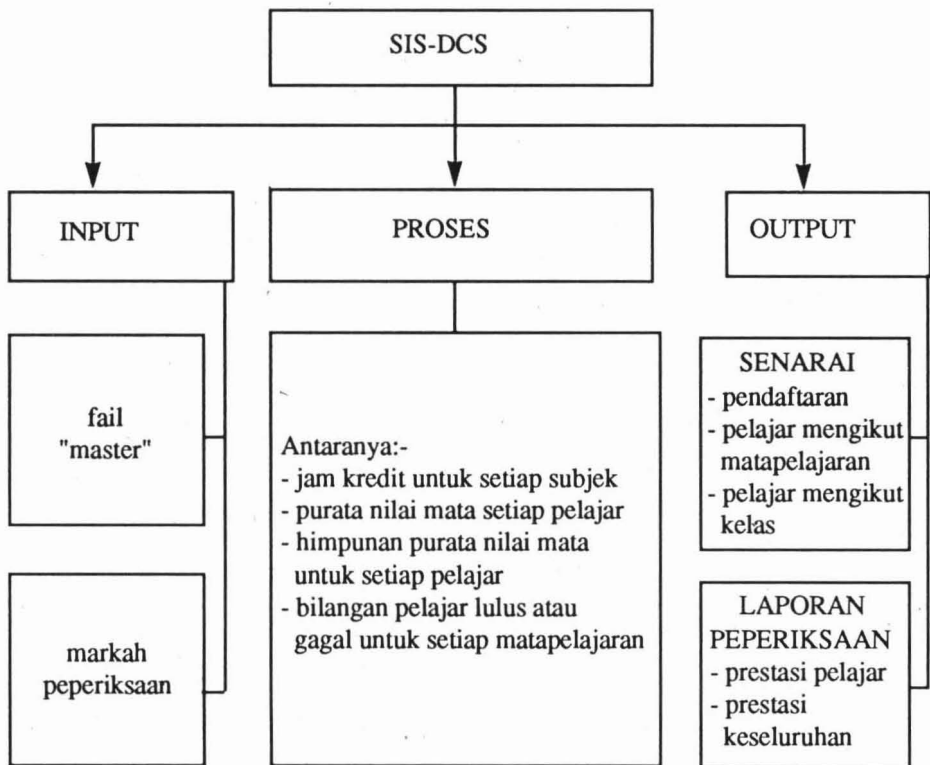 SIS-DCS
INPUT
PROSES
OUTPUT
fail
"master"
markah
peperiksaan
Antaranya:-
- jam kredit untuk setiap subjek
- purata nilai mata setiap pelajar
- himpunan purata nilai mata
untuk setiap pelajar
- bilangan pelajar lulus atau
gagal untuk setiap matapelajaran
SENARAI
- pendaftaran
- pelajar mengikut
matapelajaran
- pelajar mengikut
kelas
LAPORAN
PEPERIKSAAN
- prestasi pelajar
- prestasi
keseluruhan